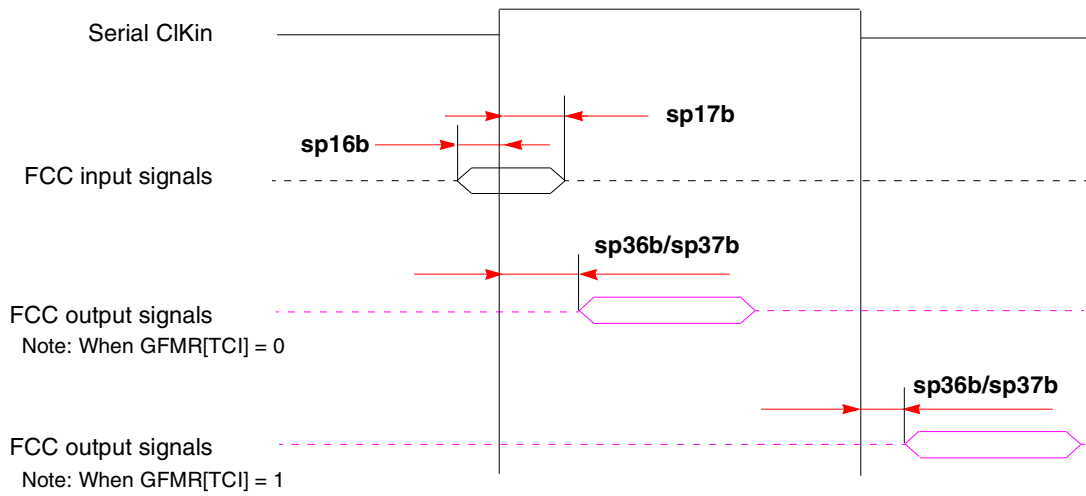 Serial ClKin
sp17b
sp16b
FCC input signals
sp36b/sp37b
FCC output signals
Note: When GFMR[TCI] = 0
sp36b/sp37b
FCC output signals
Note: When GFMR[TCI] = 1